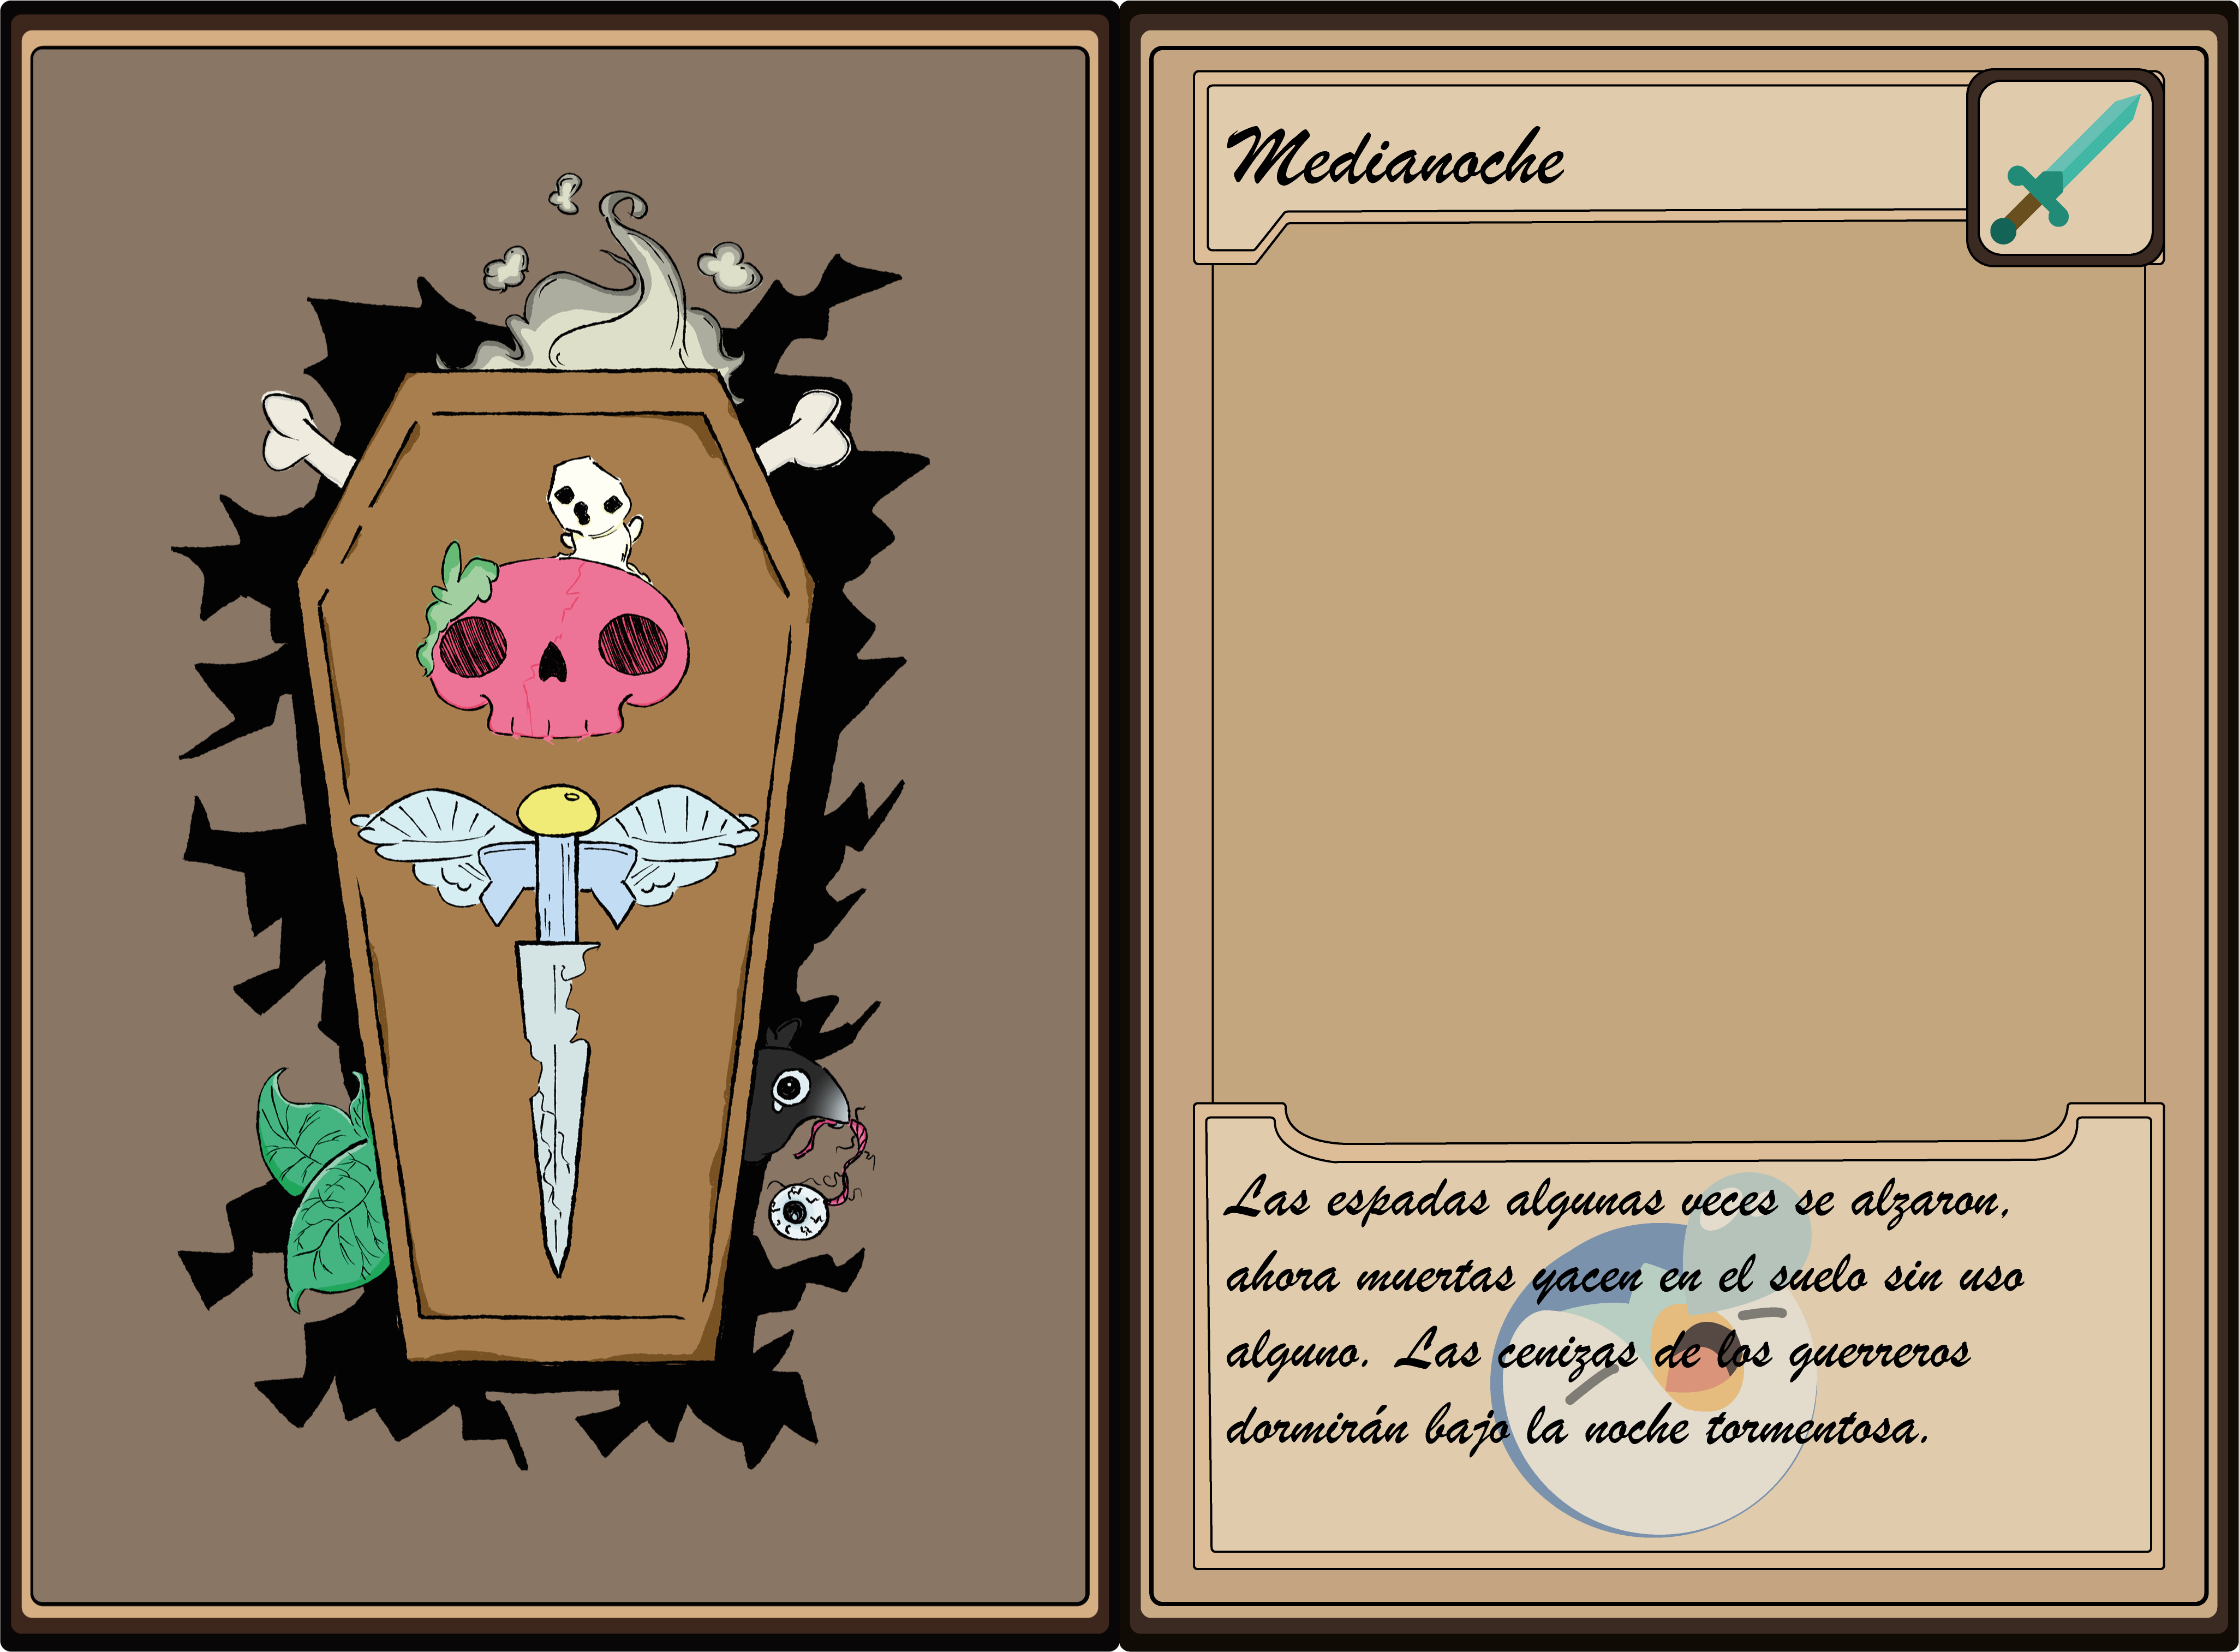 Medianoche
Las espadas algunas veces se alzaron,
ahora muertas yacen en el suelo sin uso
alguno. Las cenizas de los guerreros
dormirán bajo la noche tormentosa.